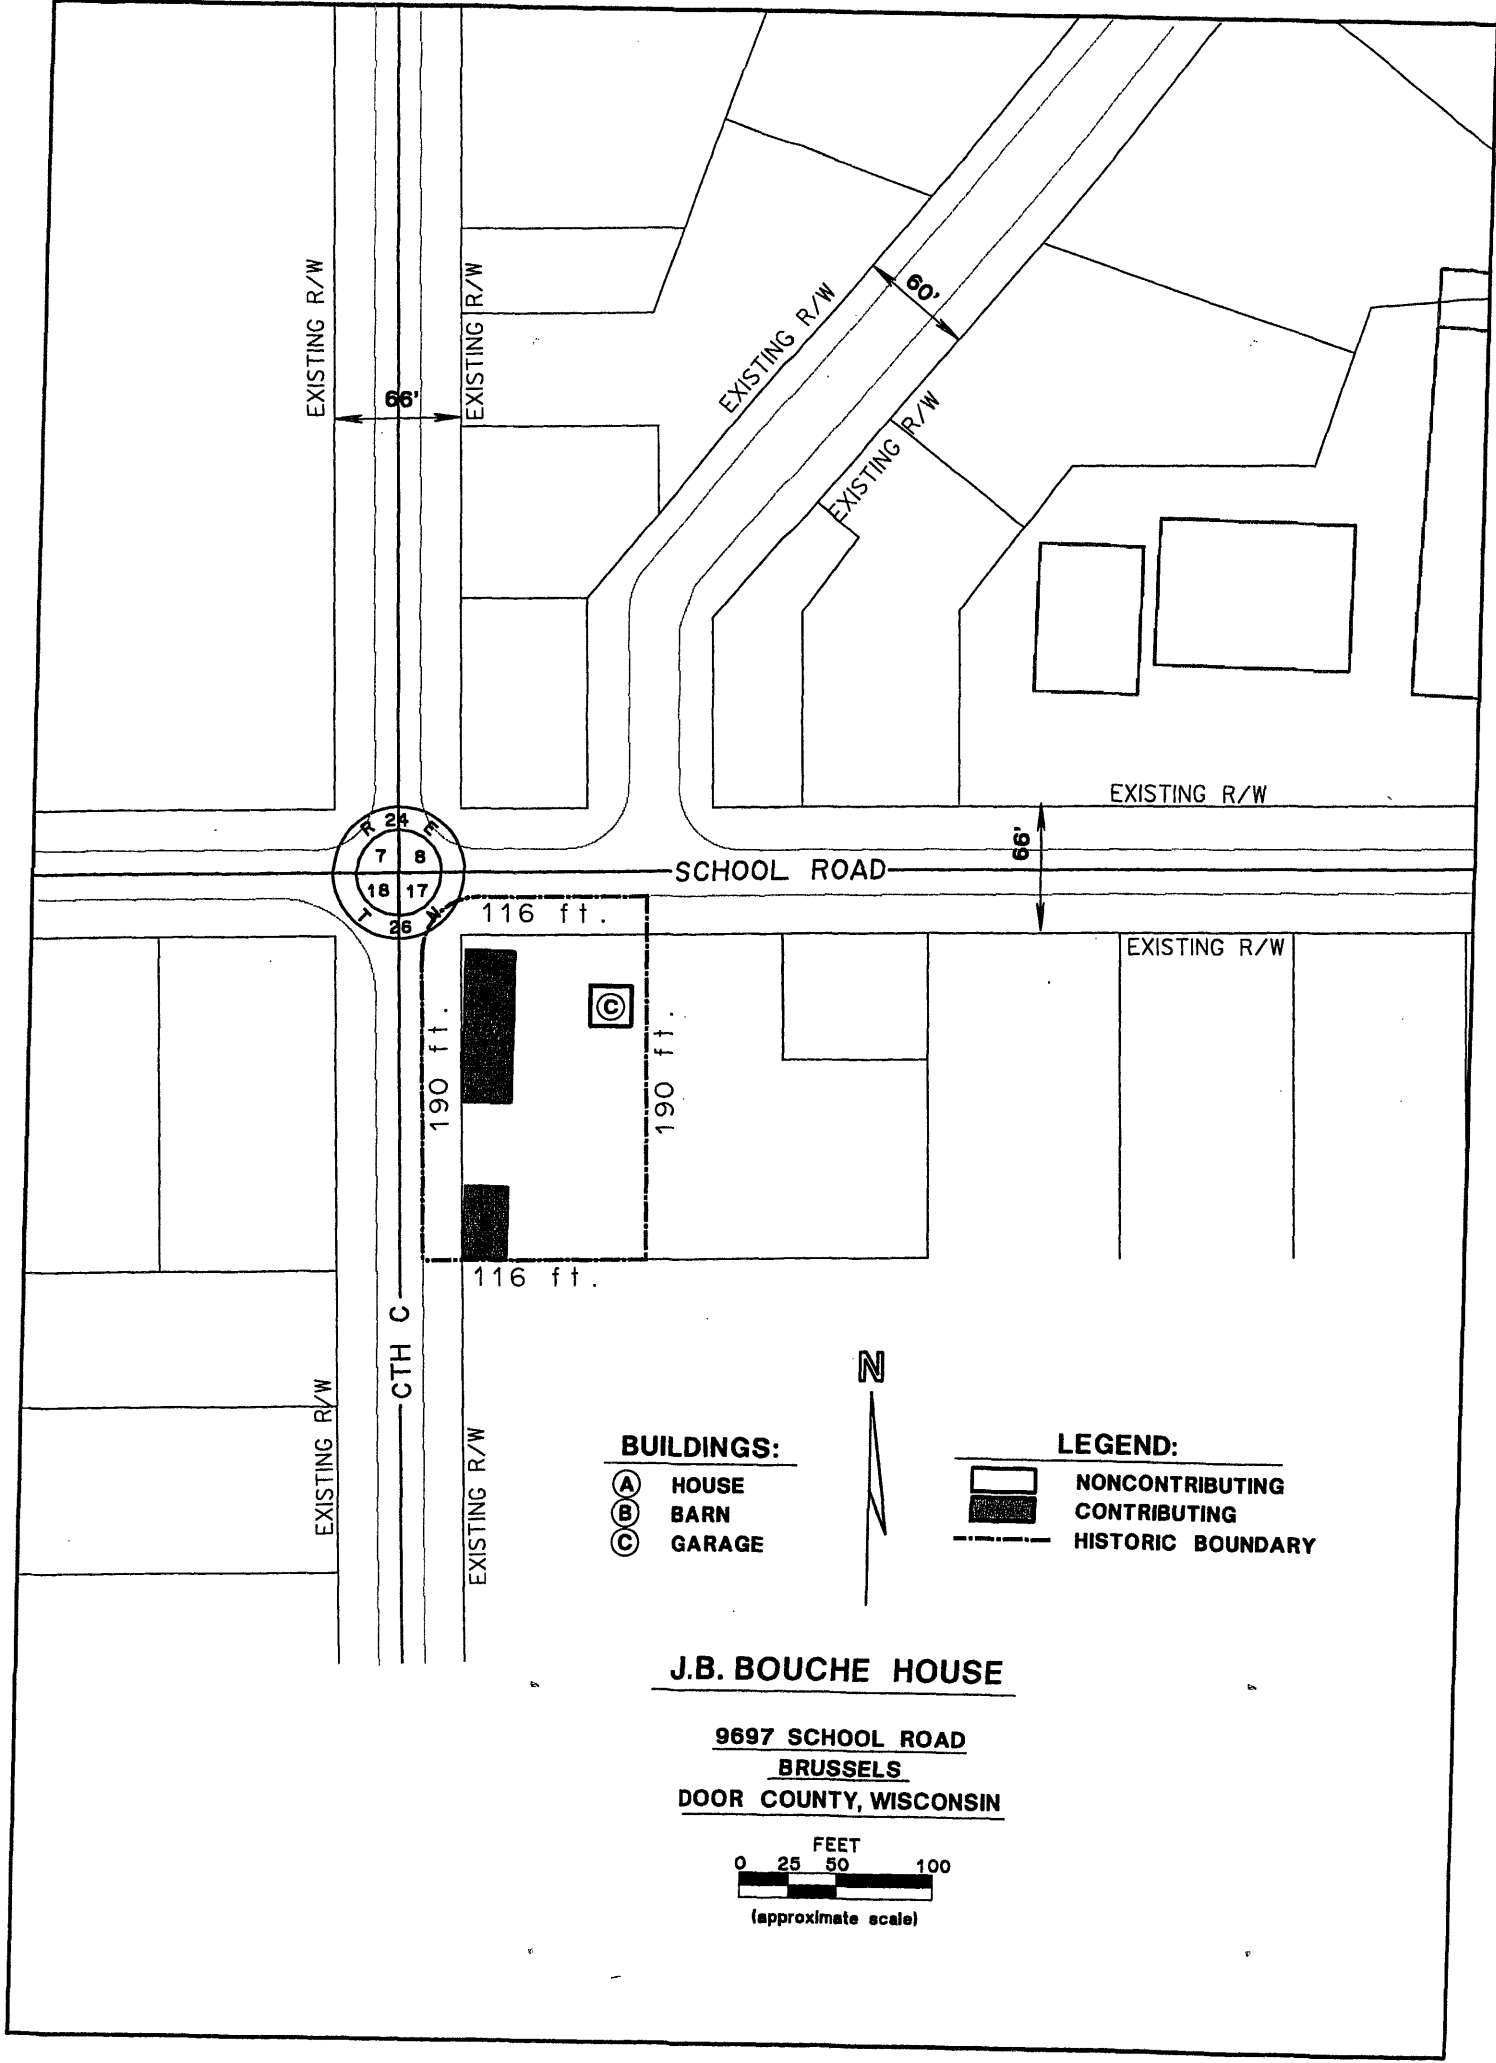 EXISTING R/W
EXISTING R/W
66'
EXISTING R/W
60'
EXISTING R/W
EXISTING R/W
66'
R 24 E
7 8
18 17
T 26 N
SCHOOL ROAD
EXISTING R/W
116 ft.
C
190 ft.
190 ft.
116 ft.
CTH C
EXISTING R/W
EXISTING R/W
N
BUILDINGS:
A HOUSE
B BARN
C GARAGE
LEGEND:
NONCONTRIBUTING
CONTRIBUTING
HISTORIC BOUNDARY
J.B. BOUCHE HOUSE
9697 SCHOOL ROAD
BRUSSELS
DOOR COUNTY, WISCONSIN
FEET
0 25 50 100
(approximate scale)